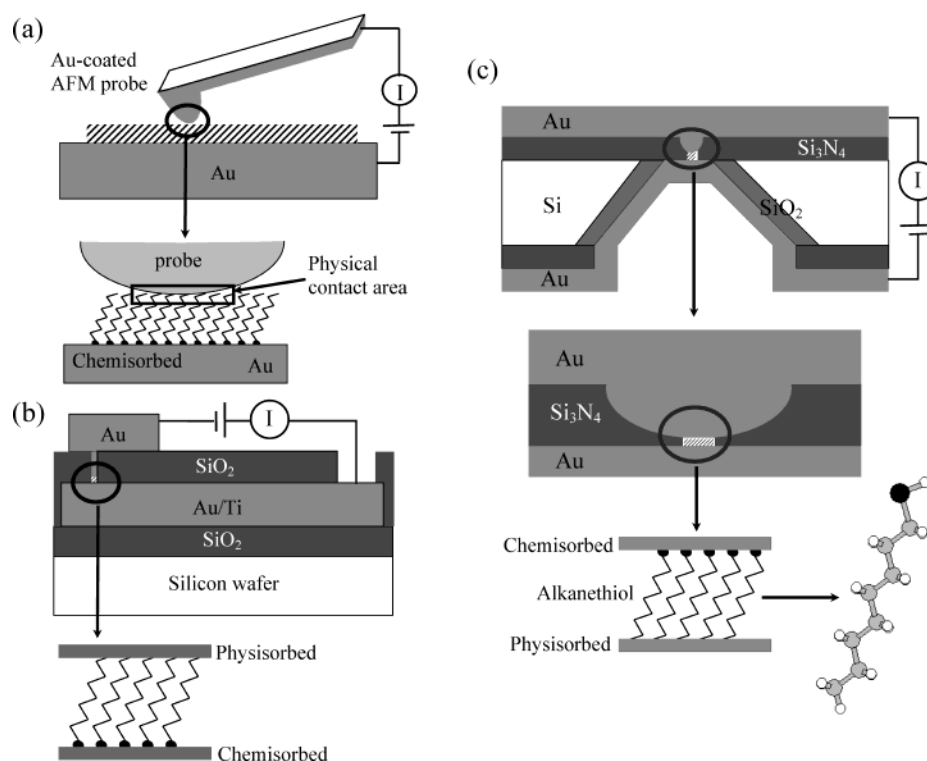 (a)
Au-coated
AFM probe
I
Au
probe
Physical
contact area
Chemisorbed
Au
(b)
Au
I
SiO2
Au/Ti
SiO2
Silicon wafer
Physisorbed
Chemisorbed
(c)
Au
Si3N4
I
Si
SiO2
Au
Au
Si3N4
Au
Chemisorbed
Alkanethiol
Physisorbed